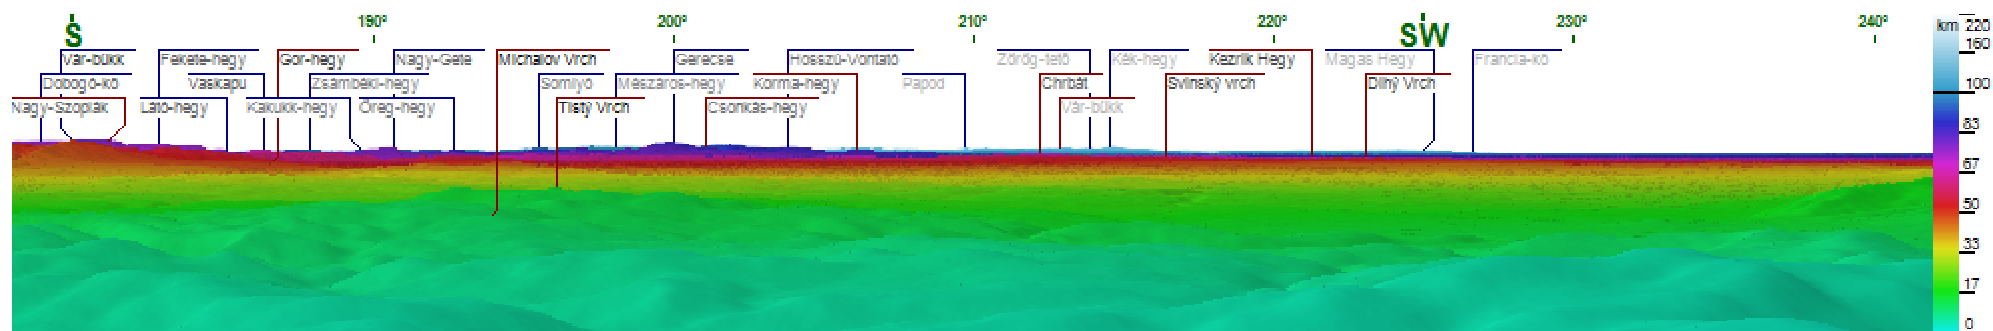 S 190° 200° 210° 220° SW 230° 240° km 220
160
Vár-bükk Fekete-hegy Gor-hegy Nagy-Gete Michalov Vrch Gerecse Hosszú-Vontató Zörög-tető Kék-hegy Keznik Hegy Magas Hegy Francia-kő
Dobogó-kő Vaskapu Zsámbéki-hegy Somlyó Mészáros-hegy Korma-hegy Papod Chrbát Svinský vrch Dlhý Vrch 100
Nagy-Szoplák Látó-hegy Kakukk-hegy Öreg-hegy Tlstý Vrch Csonkás-hegy Vár-bükk
83
67
50
33
17
0